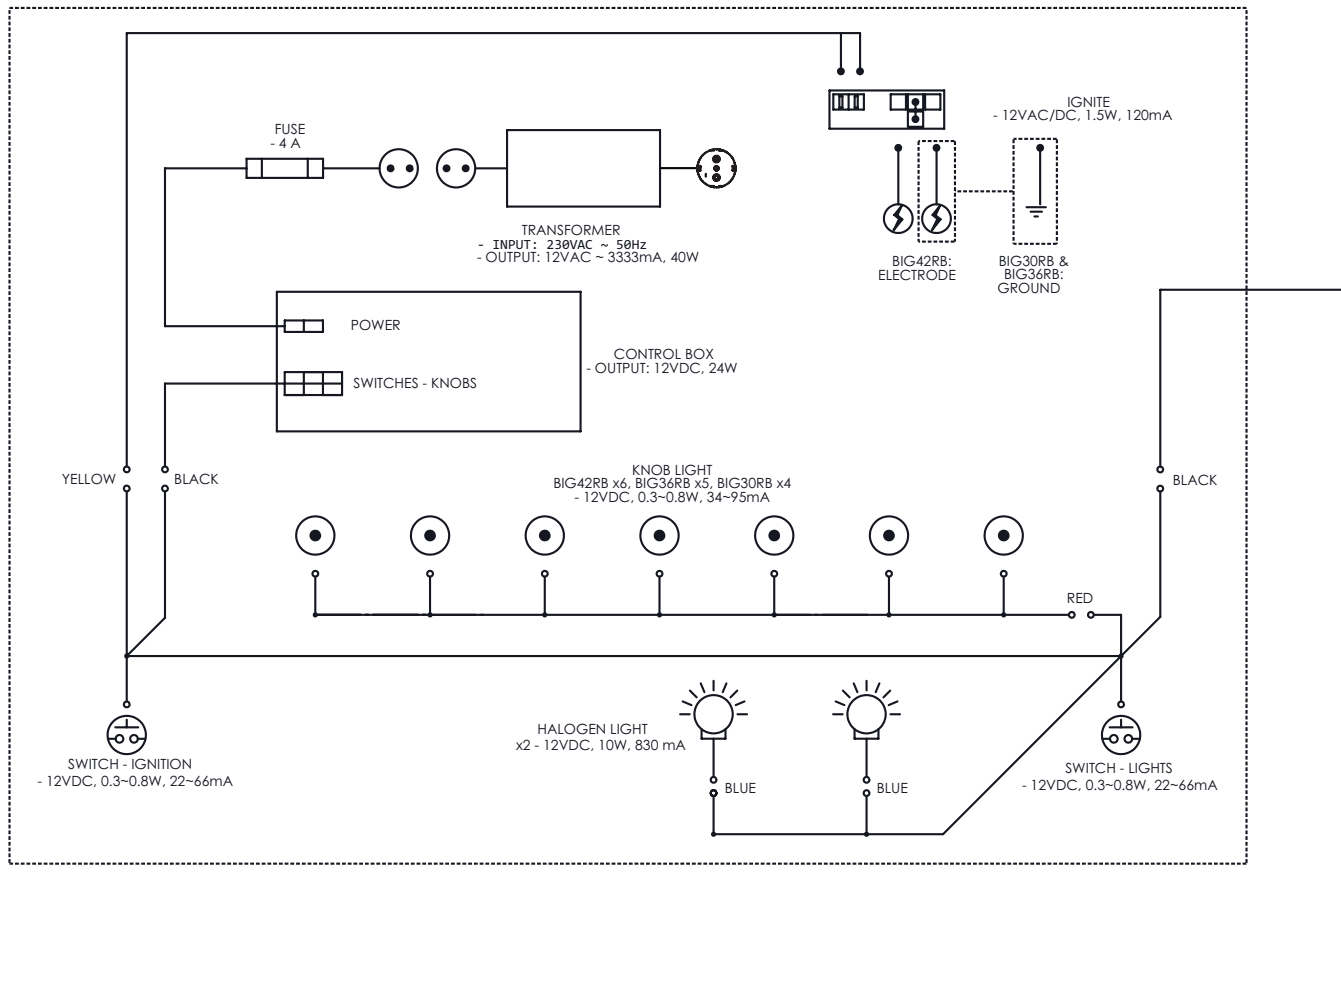 IGNITE
- 12VAC/DC, 1.5W, 120mA
FUSE
- 4 A
TRANSFORMER
- INPUT: 230VAC ~ 50Hz
- OUTPUT: 12VAC ~ 3333mA, 40W
BIG42RB:
ELECTRODE
BIG30RB &
BIG36RB:
GROUND
POWER
SWITCHES - KNOBS
CONTROL BOX
- OUTPUT: 12VDC, 24W
YELLOW
BLACK
KNOB LIGHT
BIG42RB x6, BIG36RB x5, BIG30RB x4
- 12VDC, 0.3~0.8W, 34~95mA
BLACK
RED
HALOGEN LIGHT
x2 - 12VDC, 10W, 830 mA
BLUE
BLUE
SWITCH - IGNITION
- 12VDC, 0.3~0.8W, 22~66mA
SWITCH - LIGHTS
- 12VDC, 0.3~0.8W, 22~66mA